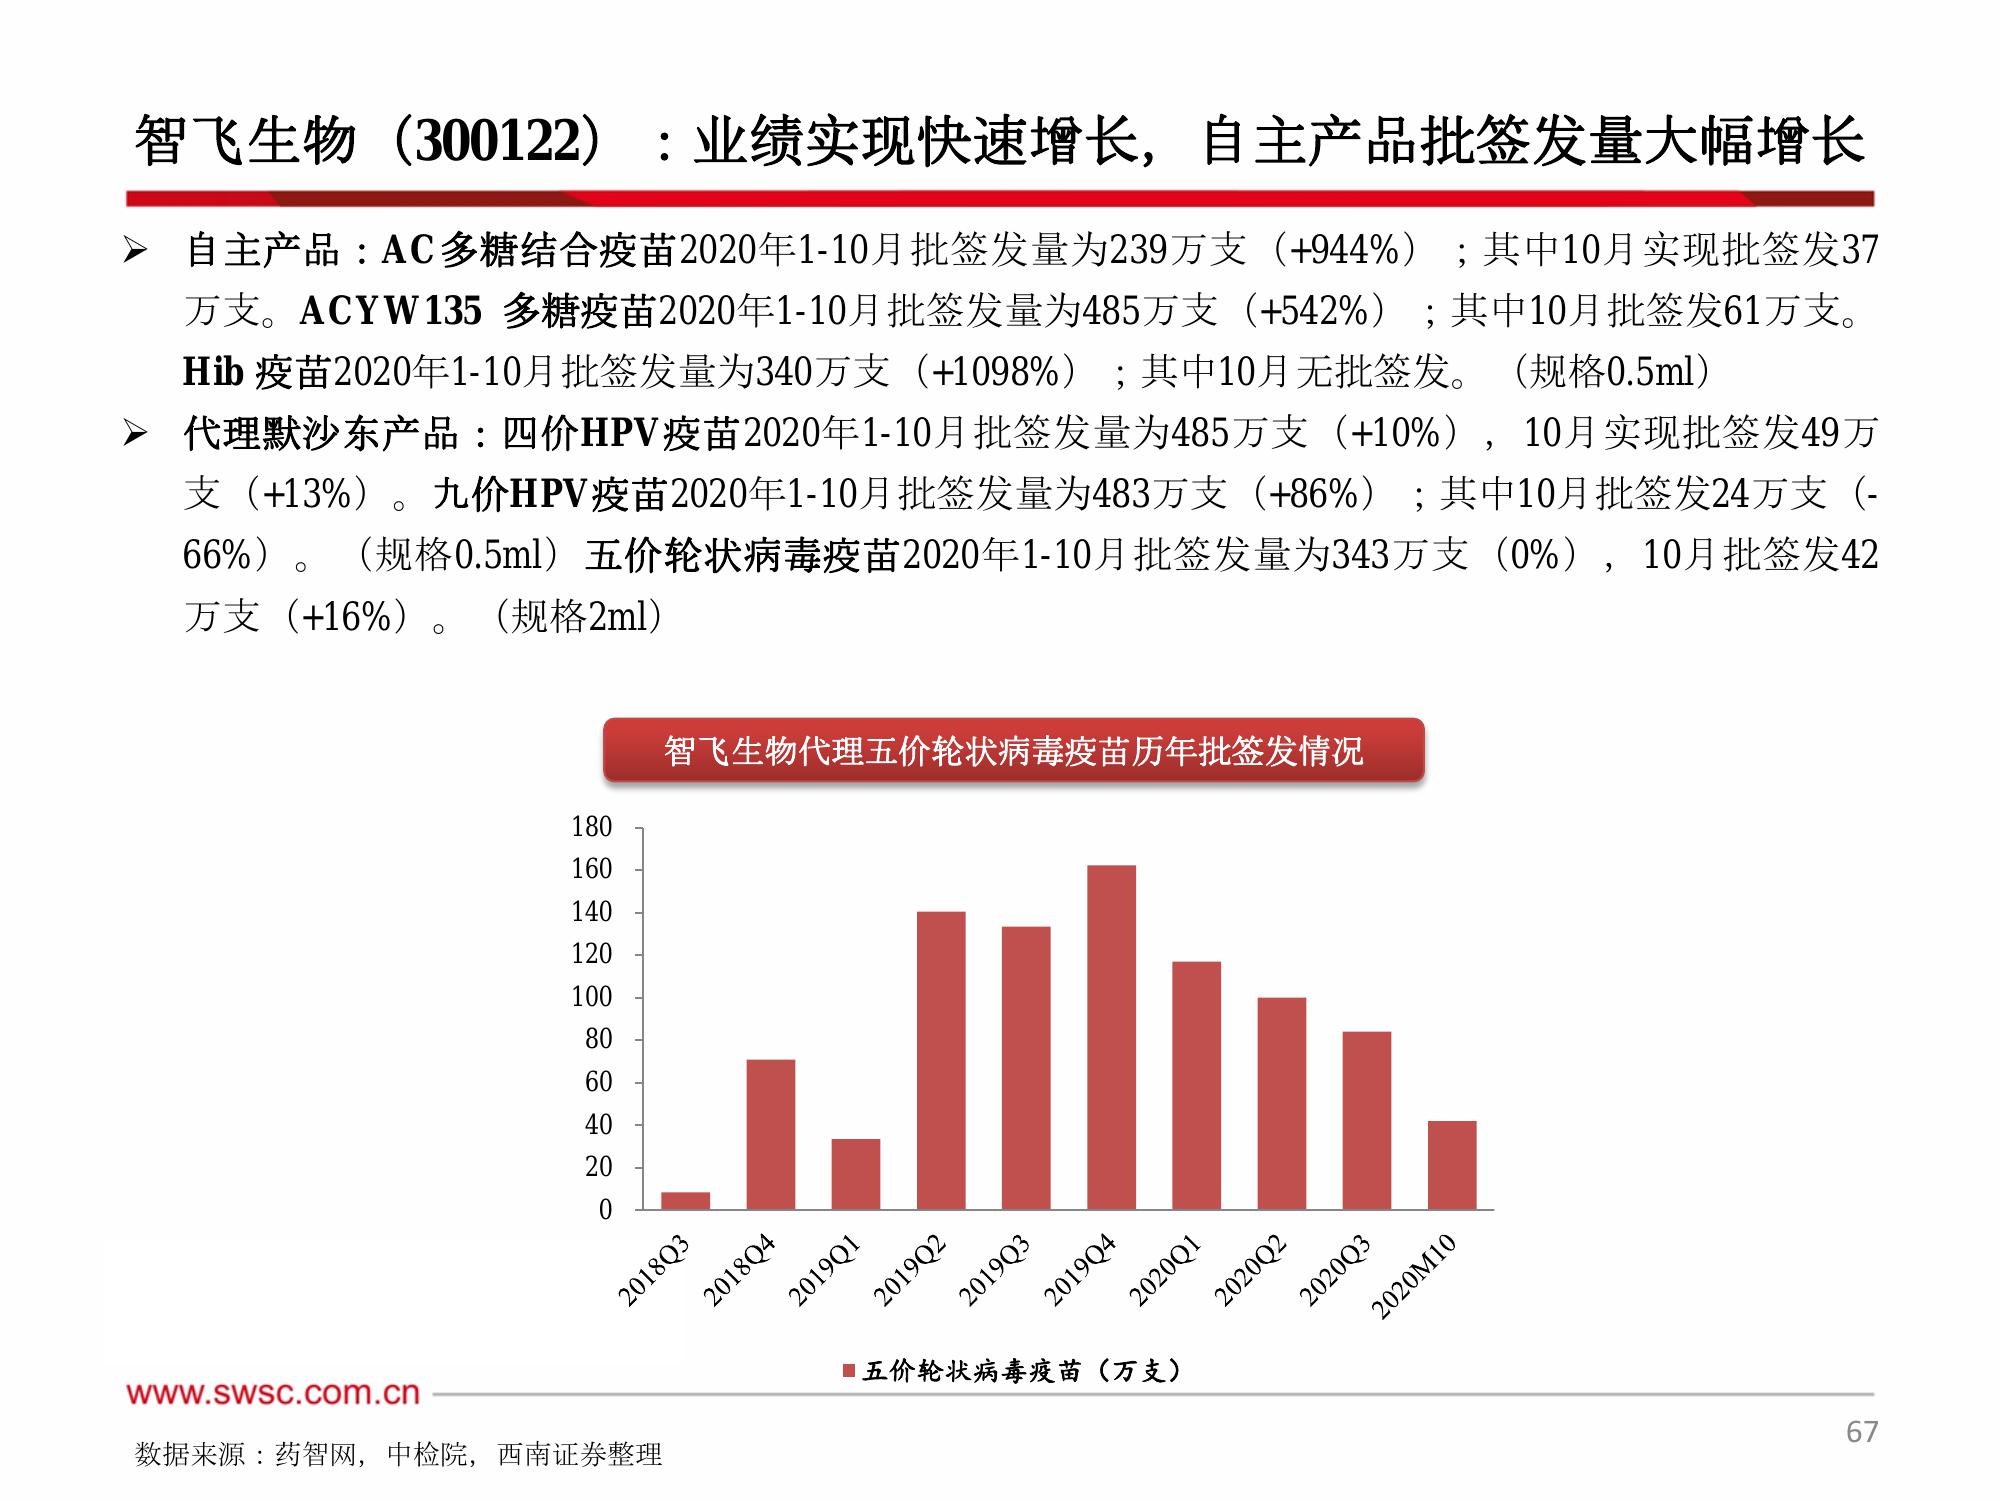 智飞生物（300122）：业绩实现快速增长，自主产品批签发量大幅增长
➢ 自主产品：AC多糖结合疫苗2020年1-10月批签发量为239万支（+944%）；其中10月实现批签发37
万支。ACYW135 多糖疫苗2020年1-10月批签发量为485万支（+542%）；其中10月批签发61万支。
Hib 疫苗2020年1-10月批签发量为340万支（+1098%）；其中10月无批签发。（规格0.5ml）
➢ 代理默沙东产品：四价HPV疫苗2020年1-10月批签发量为485万支（+10%），10月实现批签发49万
支（+13%）。九价HPV疫苗2020年1-10月批签发量为483万支（+86%）；其中10月批签发24万支（-
66%）。（规格0.5ml）五价轮状病毒疫苗2020年1-10月批签发量为343万支（0%），10月批签发42
万支（+16%）。（规格2ml）
智飞生物代理五价轮状病毒疫苗历年批签发情况
180
160
140
120
100
80
60
40
20
0
2018Q3 2018Q4 2019Q1 2019Q2 2019Q3 2019Q4 2020Q1 2020Q2 2020Q3 2020M10
五价轮状病毒疫苗（万支）
www.swsc.com.cn
67
数据来源：药智网，中检院，西南证券整理